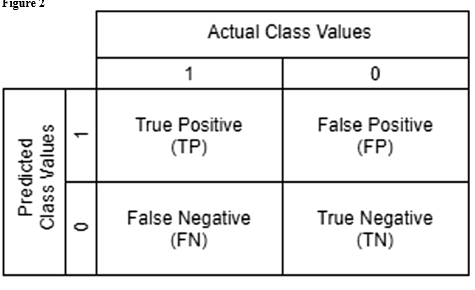 Figure 2
Actual Class Values
1
0
Predicted
Class Values
1
True Positive
(TP)
False Positive
(FP)
0
False Negative
(FN)
True Negative
(TN)